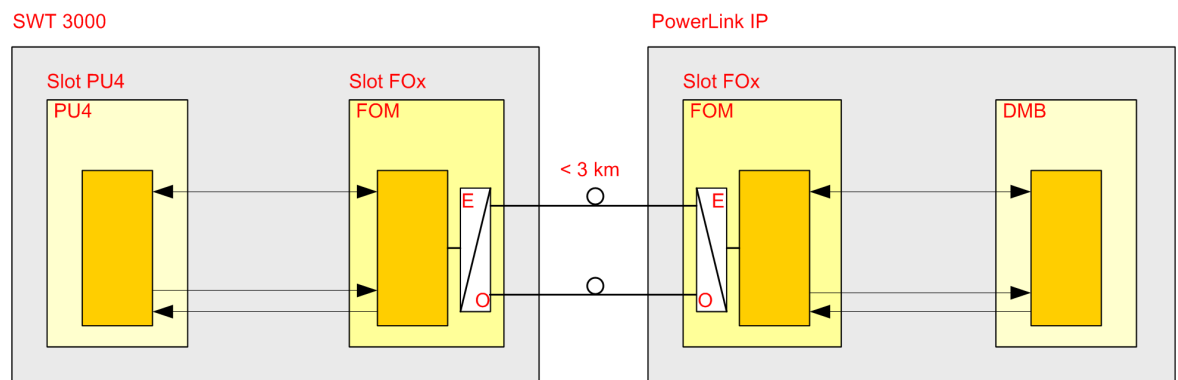 SWT 3000
PowerLink IP
Slot PU4
Slot FOx
Slot FOx
PU4
FOM
FOM
DMB
< 3 km
E
E
O
O